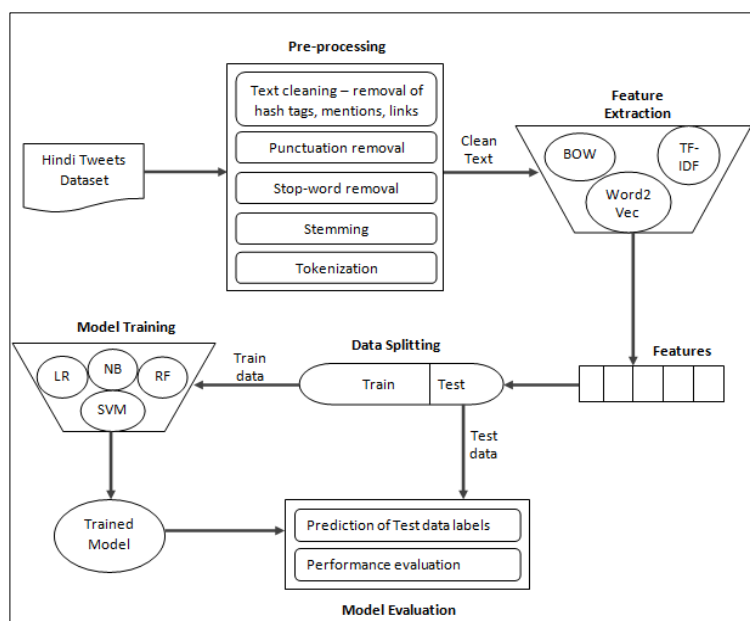 Pre-processing
Text cleaning – removal of
hash tags, mentions, links
Punctuation removal
Stop-word removal
Stemming
Tokenization
Hindi Tweets
Dataset
Clean
Text
Feature
Extraction
BOW
TF-
IDF
Word2
Vec
Model Training
LR
NB
RF
SVM
Train
data
Data Splitting
Train
Test
Features
Test
data
Trained
Model
Prediction of Test data labels
Performance evaluation
Model Evaluation